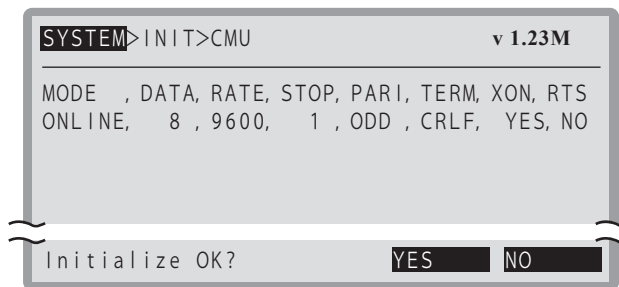 SYSTEM>INIT>CMU v 1.23M
MODE , DATA, RATE, STOP, PARI, TERM, XON, RTS
ONLINE, 8 , 9600, 1 , ODD , CRLF, YES, NO
Initialize OK? YES NO